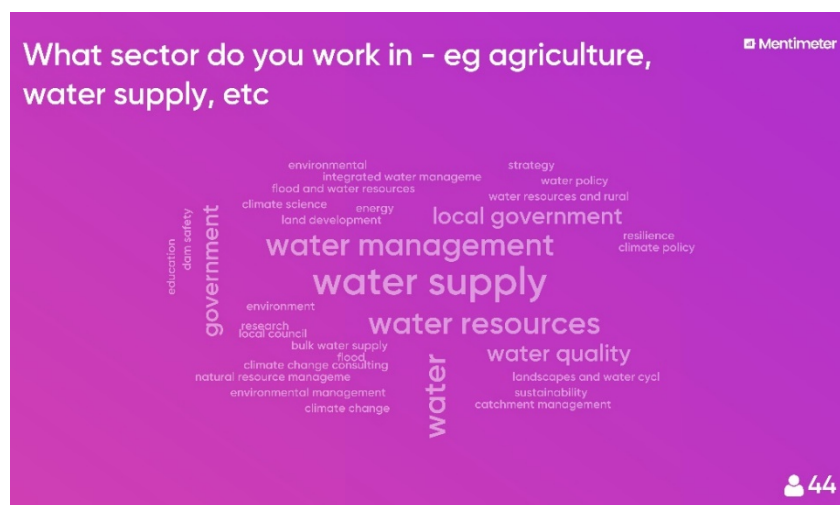 What sector do you work in - eg agriculture,
water supply, etc
Mentimeter
environmental
strategy
integrated water manageme
water policy
flood and water resources
water resources and rural
climate science
energy
land development
local government
resilience
climate policy
education
dam safety
government
water management
water supply
environment
water resources
research
local council
bulk water supply
flood
water quality
climate change consulting
natural resource manageme
landscapes and water cycl
environmental management
sustainability
climate change
water
catchment management
44